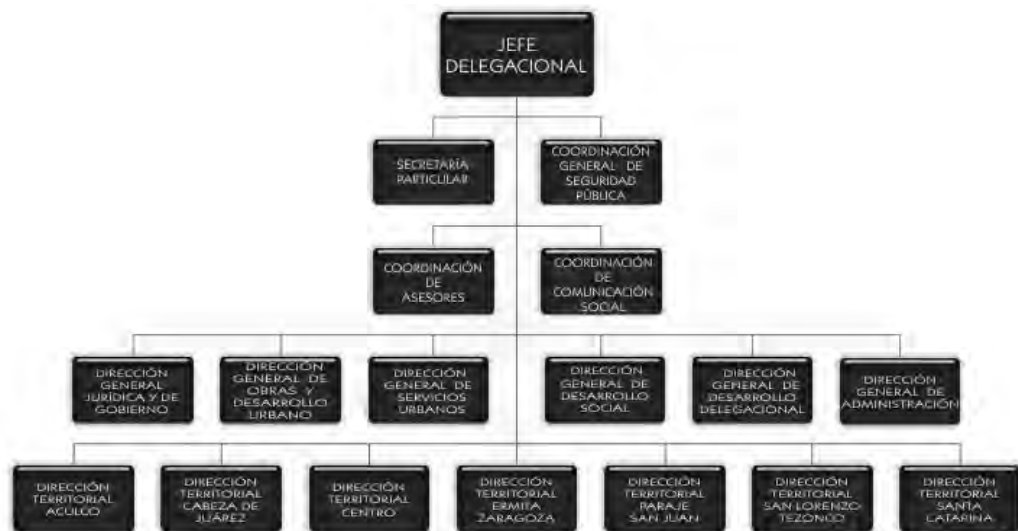 JEFE
DELEGACIONAL
SECRETARÍA
PARTICULAR
COORDINACIÓN
GENERAL DE
SEGURIDAD
PÚBLICA
COORDINACIÓN
DE
ASESORES
COORDINACIÓN
DE
COMUNICACIÓN
SOCIAL
DIRECCIÓN
GENERAL
JURÍDICA Y DE
GOBIERNO
DIRECCIÓN
GENERAL DE
OBRAS Y
DESARROLLO
URBANO
DIRECCIÓN
GENERAL DE
SERVICIOS
URBANOS
DIRECCIÓN
GENERAL DE
DESARROLLO
SOCIAL
DIRECCIÓN
GENERAL DE
DESARROLLO
DELEGACIONAL
DIRECCIÓN
GENERAL DE
ADMINISTRACIÓN
DIRECCIÓN
TERRITORIAL
ACULCO
DIRECCIÓN
TERRITORIAL
CABEZA DE
JUÁREZ
DIRECCIÓN
TERRITORIAL
CENTRO
DIRECCIÓN
TERRITORIAL
ERMITA
ZARAGOZA
DIRECCIÓN
TERRITORIAL
PARAJE
SAN JUAN
DIRECCIÓN
TERRITORIAL
SAN LORENZO
TEZONCO
DIRECCIÓN
TERRITORIAL
SANTA
CATARINA